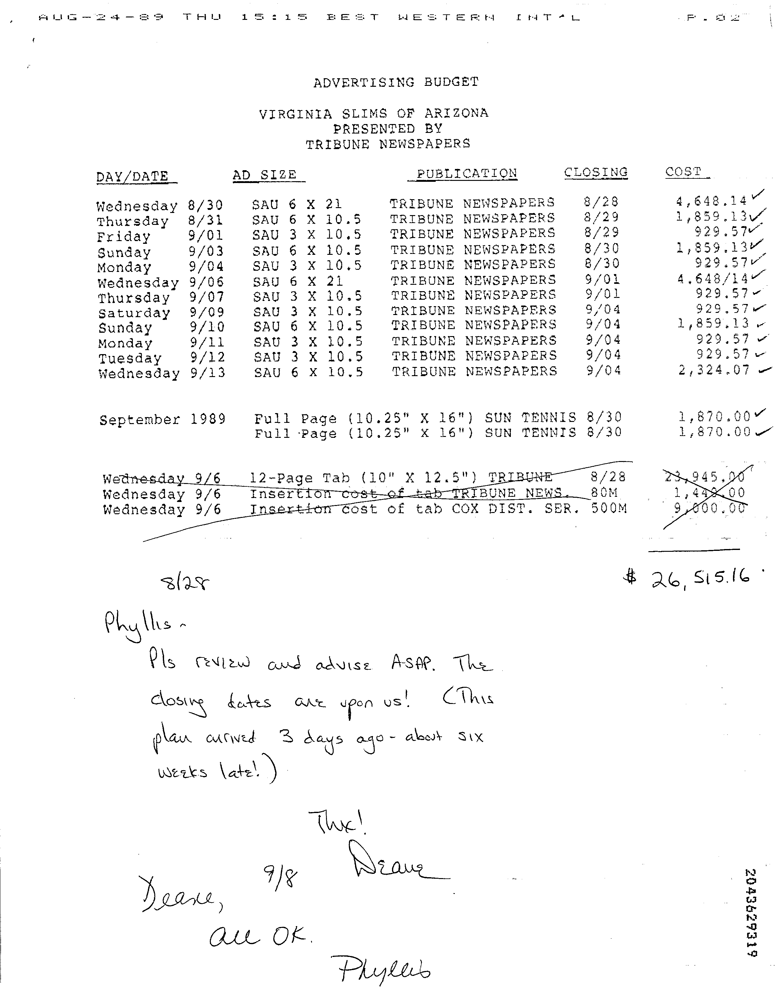 AUG-24-89 THU 15:15 BEST WESTERN INT'L P.02
ADVERTISING BUDGET
VIRGINIA SLIMS OF ARIZONA
PRESENTED BY
TRIBUNE NEWSPAPERS
DAY/DATE AD SIZE PUBLICATION CLOSING COST
Wednesday 8/30 SAU 6 X 21 TRIBUNE NEWSPAPERS 8/28 4,648.14 ✓
Thursday 8/31 SAU 6 X 10.5 TRIBUNE NEWSPAPERS 8/29 1,859.13 ✓
Friday 9/01 SAU 3 X 10.5 TRIBUNE NEWSPAPERS 8/29 929.57 ✓
Sunday 9/03 SAU 6 X 10.5 TRIBUNE NEWSPAPERS 8/30 1,859.13 ✓
Monday 9/04 SAU 3 X 10.5 TRIBUNE NEWSPAPERS 8/30 929.57 ✓
Wednesday 9/06 SAU 6 X 21 TRIBUNE NEWSPAPERS 9/01 4.648/14 ✓
Thursday 9/07 SAU 3 X 10.5 TRIBUNE NEWSPAPERS 9/01 929.57 ✓
Saturday 9/09 SAU 3 X 10.5 TRIBUNE NEWSPAPERS 9/04 929.57 ✓
Sunday 9/10 SAU 6 X 10.5 TRIBUNE NEWSPAPERS 9/04 1,859.13 ✓
Monday 9/11 SAU 3 X 10.5 TRIBUNE NEWSPAPERS 9/04 929.57 ✓
Tuesday 9/12 SAU 3 X 10.5 TRIBUNE NEWSPAPERS 9/04 929.57 ✓
Wednesday 9/13 SAU 6 X 10.5 TRIBUNE NEWSPAPERS 9/04 2,324.07 ✓
September 1989 Full Page (10.25" X 16") SUN TENNIS 8/30 1,870.00 ✓
Full Page (10.25" X 16") SUN TENNIS 8/30 1,870.00 ✓
Wednesday 9/6 12-Page Tab (10" X 12.5") TRIBUNE 8/28 23,945.00
Wednesday 9/6 Insertion cost of tab TRIBUNE NEWS. 80M 1,440.00
Wednesday 9/6 Insertion cost of tab COX DIST. SER. 500M 9,000.00
$ 26,515.16
8/28
Phyllis -
Pls review and advise ASAP. The
closing dates are upon us! (This
plan arrived 3 days ago - about six
weeks late!)
Thx!
Deane
9/8
Deane,
All OK.
Phyllis
2043629319